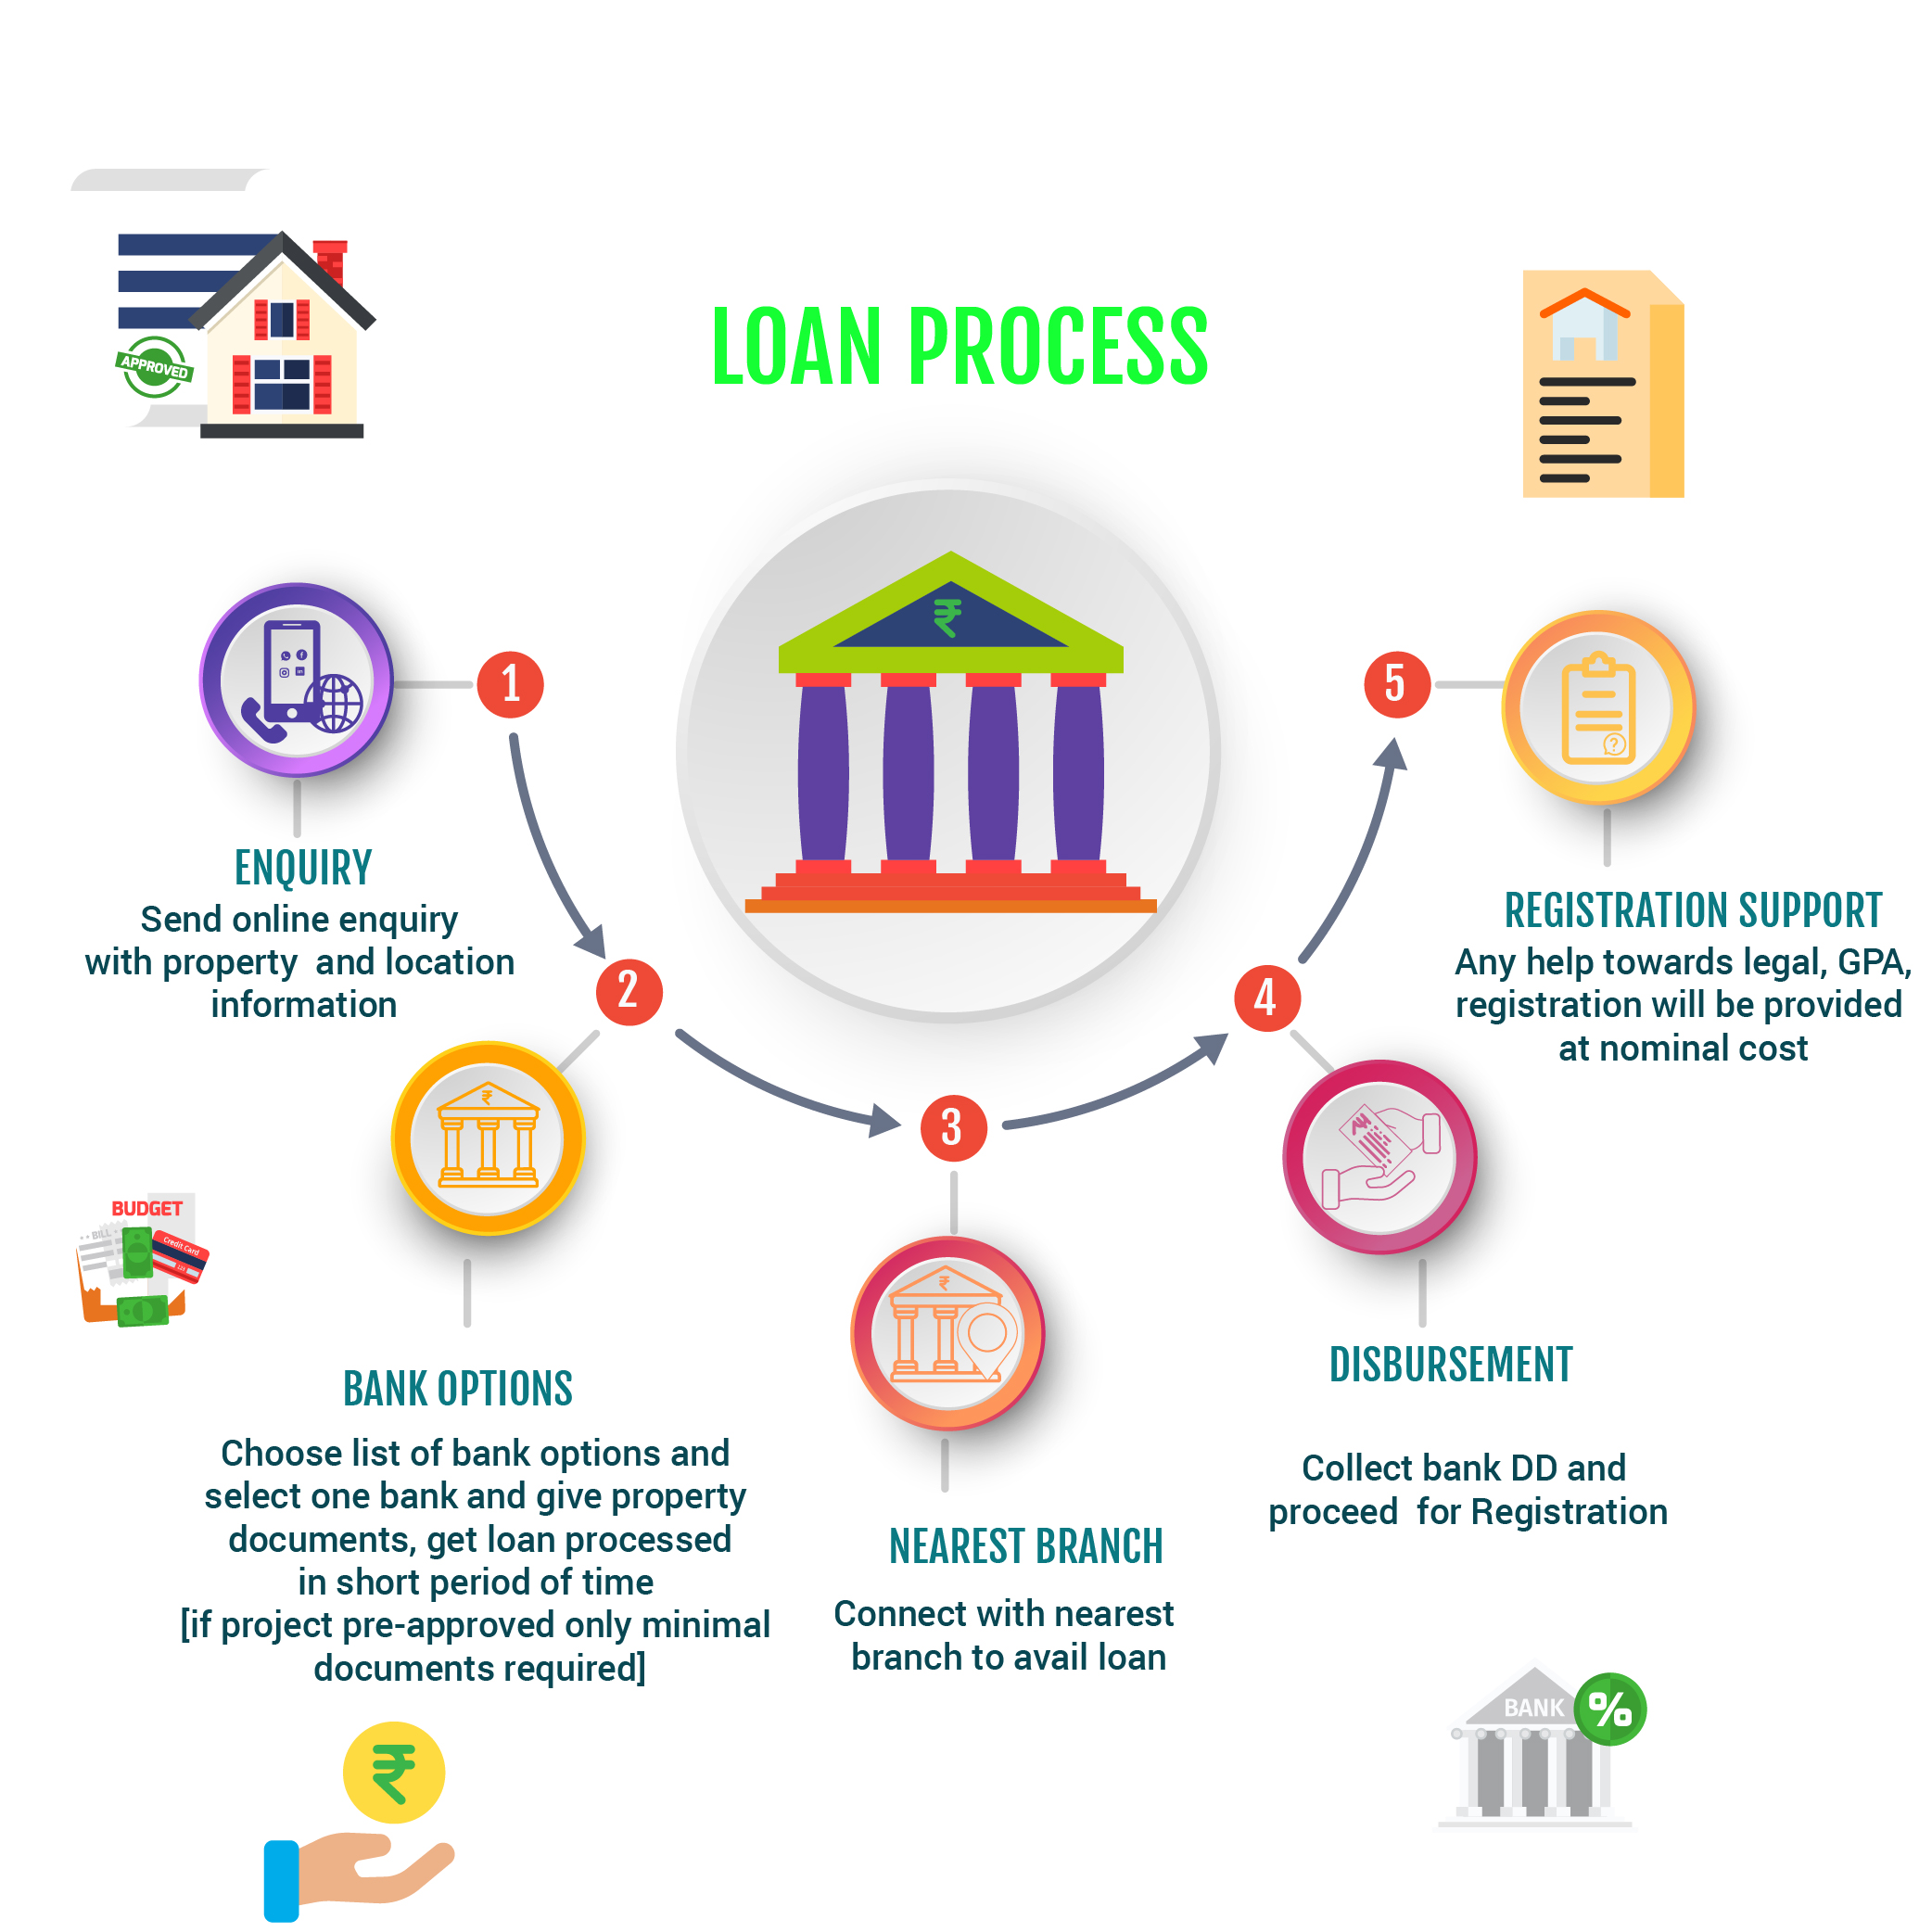 LOAN PROCESS
APPROVED
₹
1
ENQUIRY
Send online enquiry
with property and location
information
2
₹
BUDGET
BILL
Credit Card
123
BANK OPTIONS
Choose list of bank options and
select one bank and give property
documents, get loan processed
in short period of time
[if project pre-approved only minimal
documents required]
₹
3
₹
NEAREST BRANCH
Connect with nearest
branch to avail loan
4
DISBURSEMENT
Collect bank DD and
proceed for Registration
BANK
%
5
?
REGISTRATION SUPPORT
Any help towards legal, GPA,
registration will be provided
at nominal cost